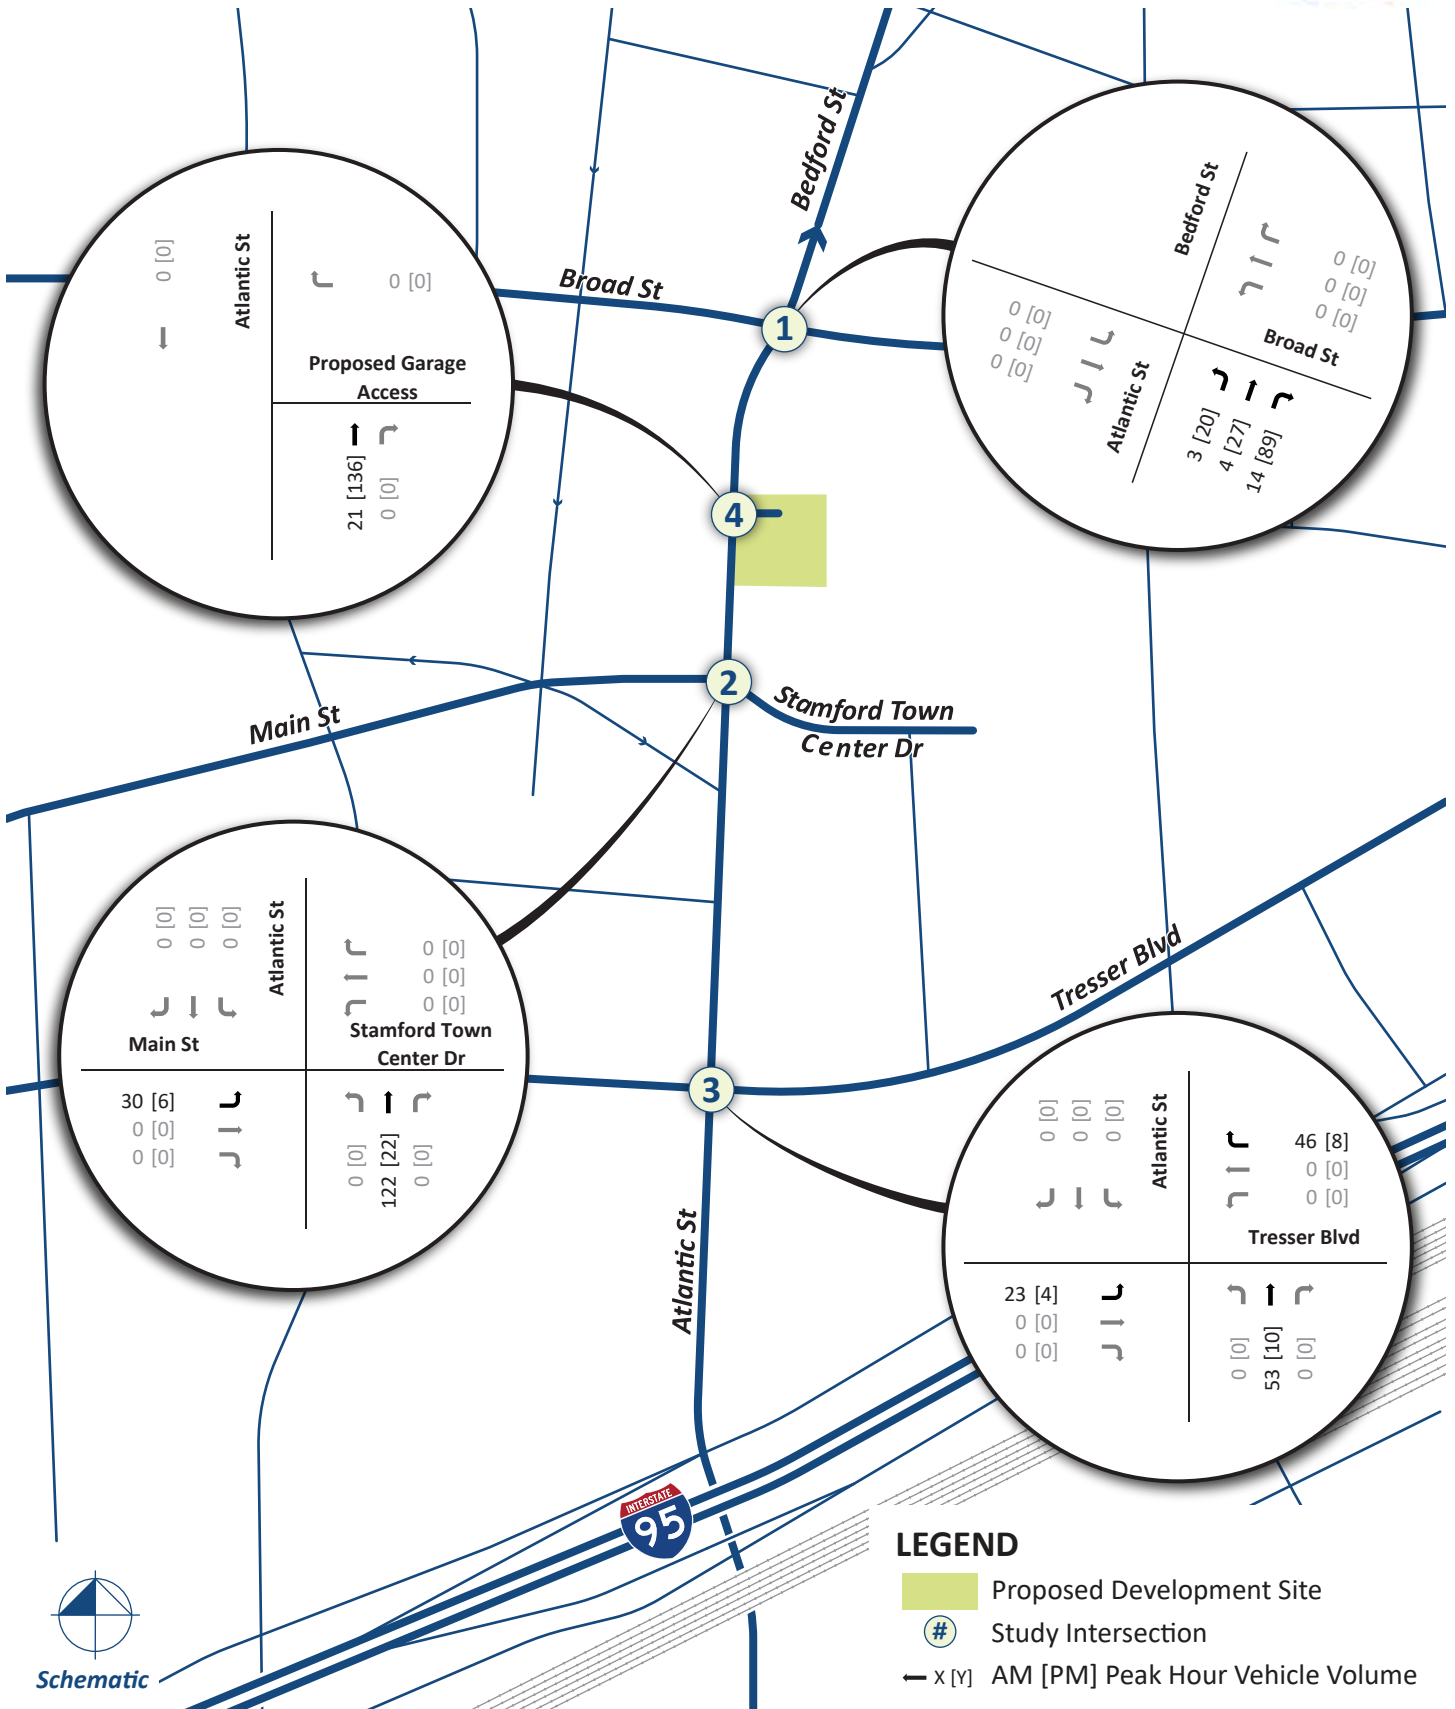 Bedford St
Broad St
1
4
2
3
Main St
Stamford Town
Center Dr
Tresser Blvd
Atlantic St
INTERSTATE
95
0 [0]
Atlantic St
0 [0]
Proposed Garage
Access
21 [136]
0 [0]
Bedford St
0 [0]
0 [0]
0 [0]
Broad St
0 [0]
0 [0]
0 [0]
Atlantic St
3 [20]
4 [27]
14 [89]
0 [0]
0 [0]
0 [0]
Atlantic St
0 [0]
0 [0]
0 [0]
Main St
Stamford Town
Center Dr
30 [6]
0 [0]
0 [0]
0 [0]
122 [22]
0 [0]
0 [0]
0 [0]
0 [0]
Atlantic St
46 [8]
0 [0]
0 [0]
Tresser Blvd
23 [4]
0 [0]
0 [0]
0 [0]
53 [10]
0 [0]
Schematic
LEGEND
Proposed Development Site
# Study Intersection
X [Y] AM [PM] Peak Hour Vehicle Volume